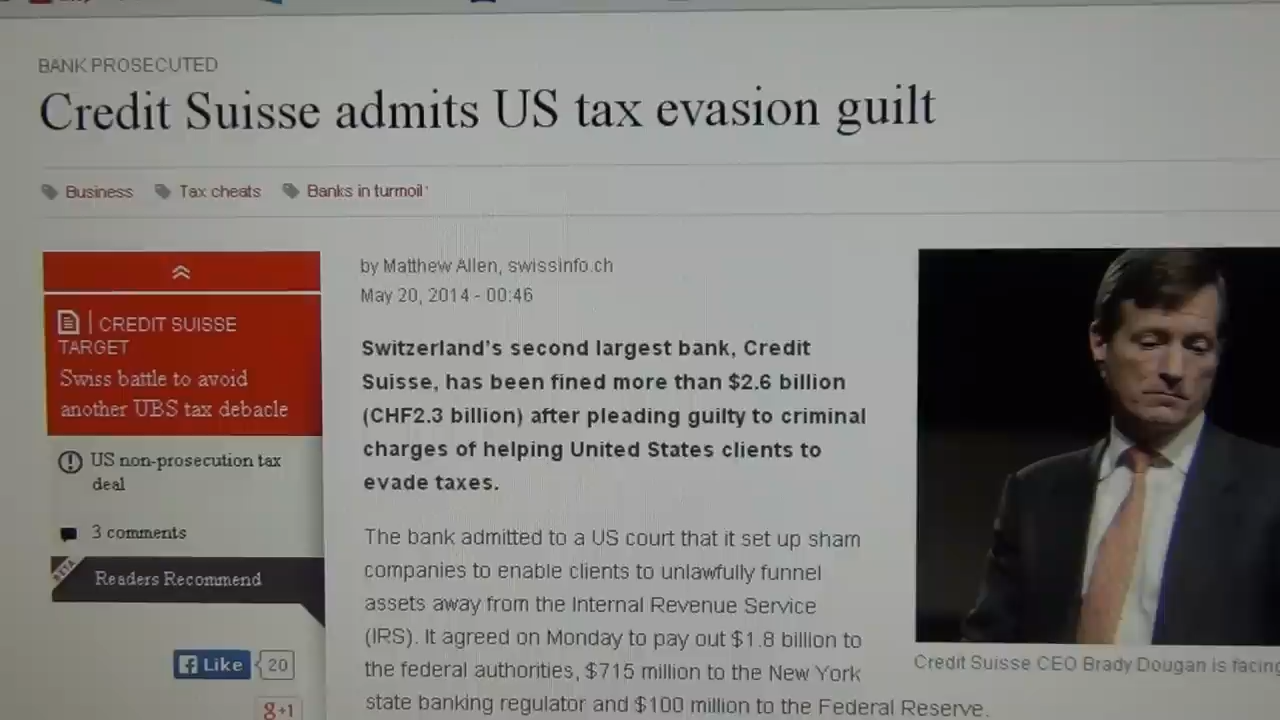 BANK PROSECUTED
Credit Suisse admits US tax evasion guilt
Business Tax cheats Banks in turmoil
CREDIT SUISSE
TARGET
Swiss battle to avoid
another UBS tax debacle
US non-prosecution tax
deal
3 comments
BETA
Readers Recommend
Like 20
g+1
by Matthew Allen, swissinfo.ch
May 20, 2014 - 00:46
Switzerland's second largest bank, Credit
Suisse, has been fined more than $2.6 billion
(CHF2.3 billion) after pleading guilty to criminal
charges of helping United States clients to
evade taxes.
The bank admitted to a US court that it set up sham
companies to enable clients to unlawfully funnel
assets away from the Internal Revenue Service
(IRS). It agreed on Monday to pay out $1.8 billion to
the federal authorities, $715 million to the New York
state banking regulator and $100 million to the Federal Reserve.
Credit Suisse CEO Brady Dougan is facing